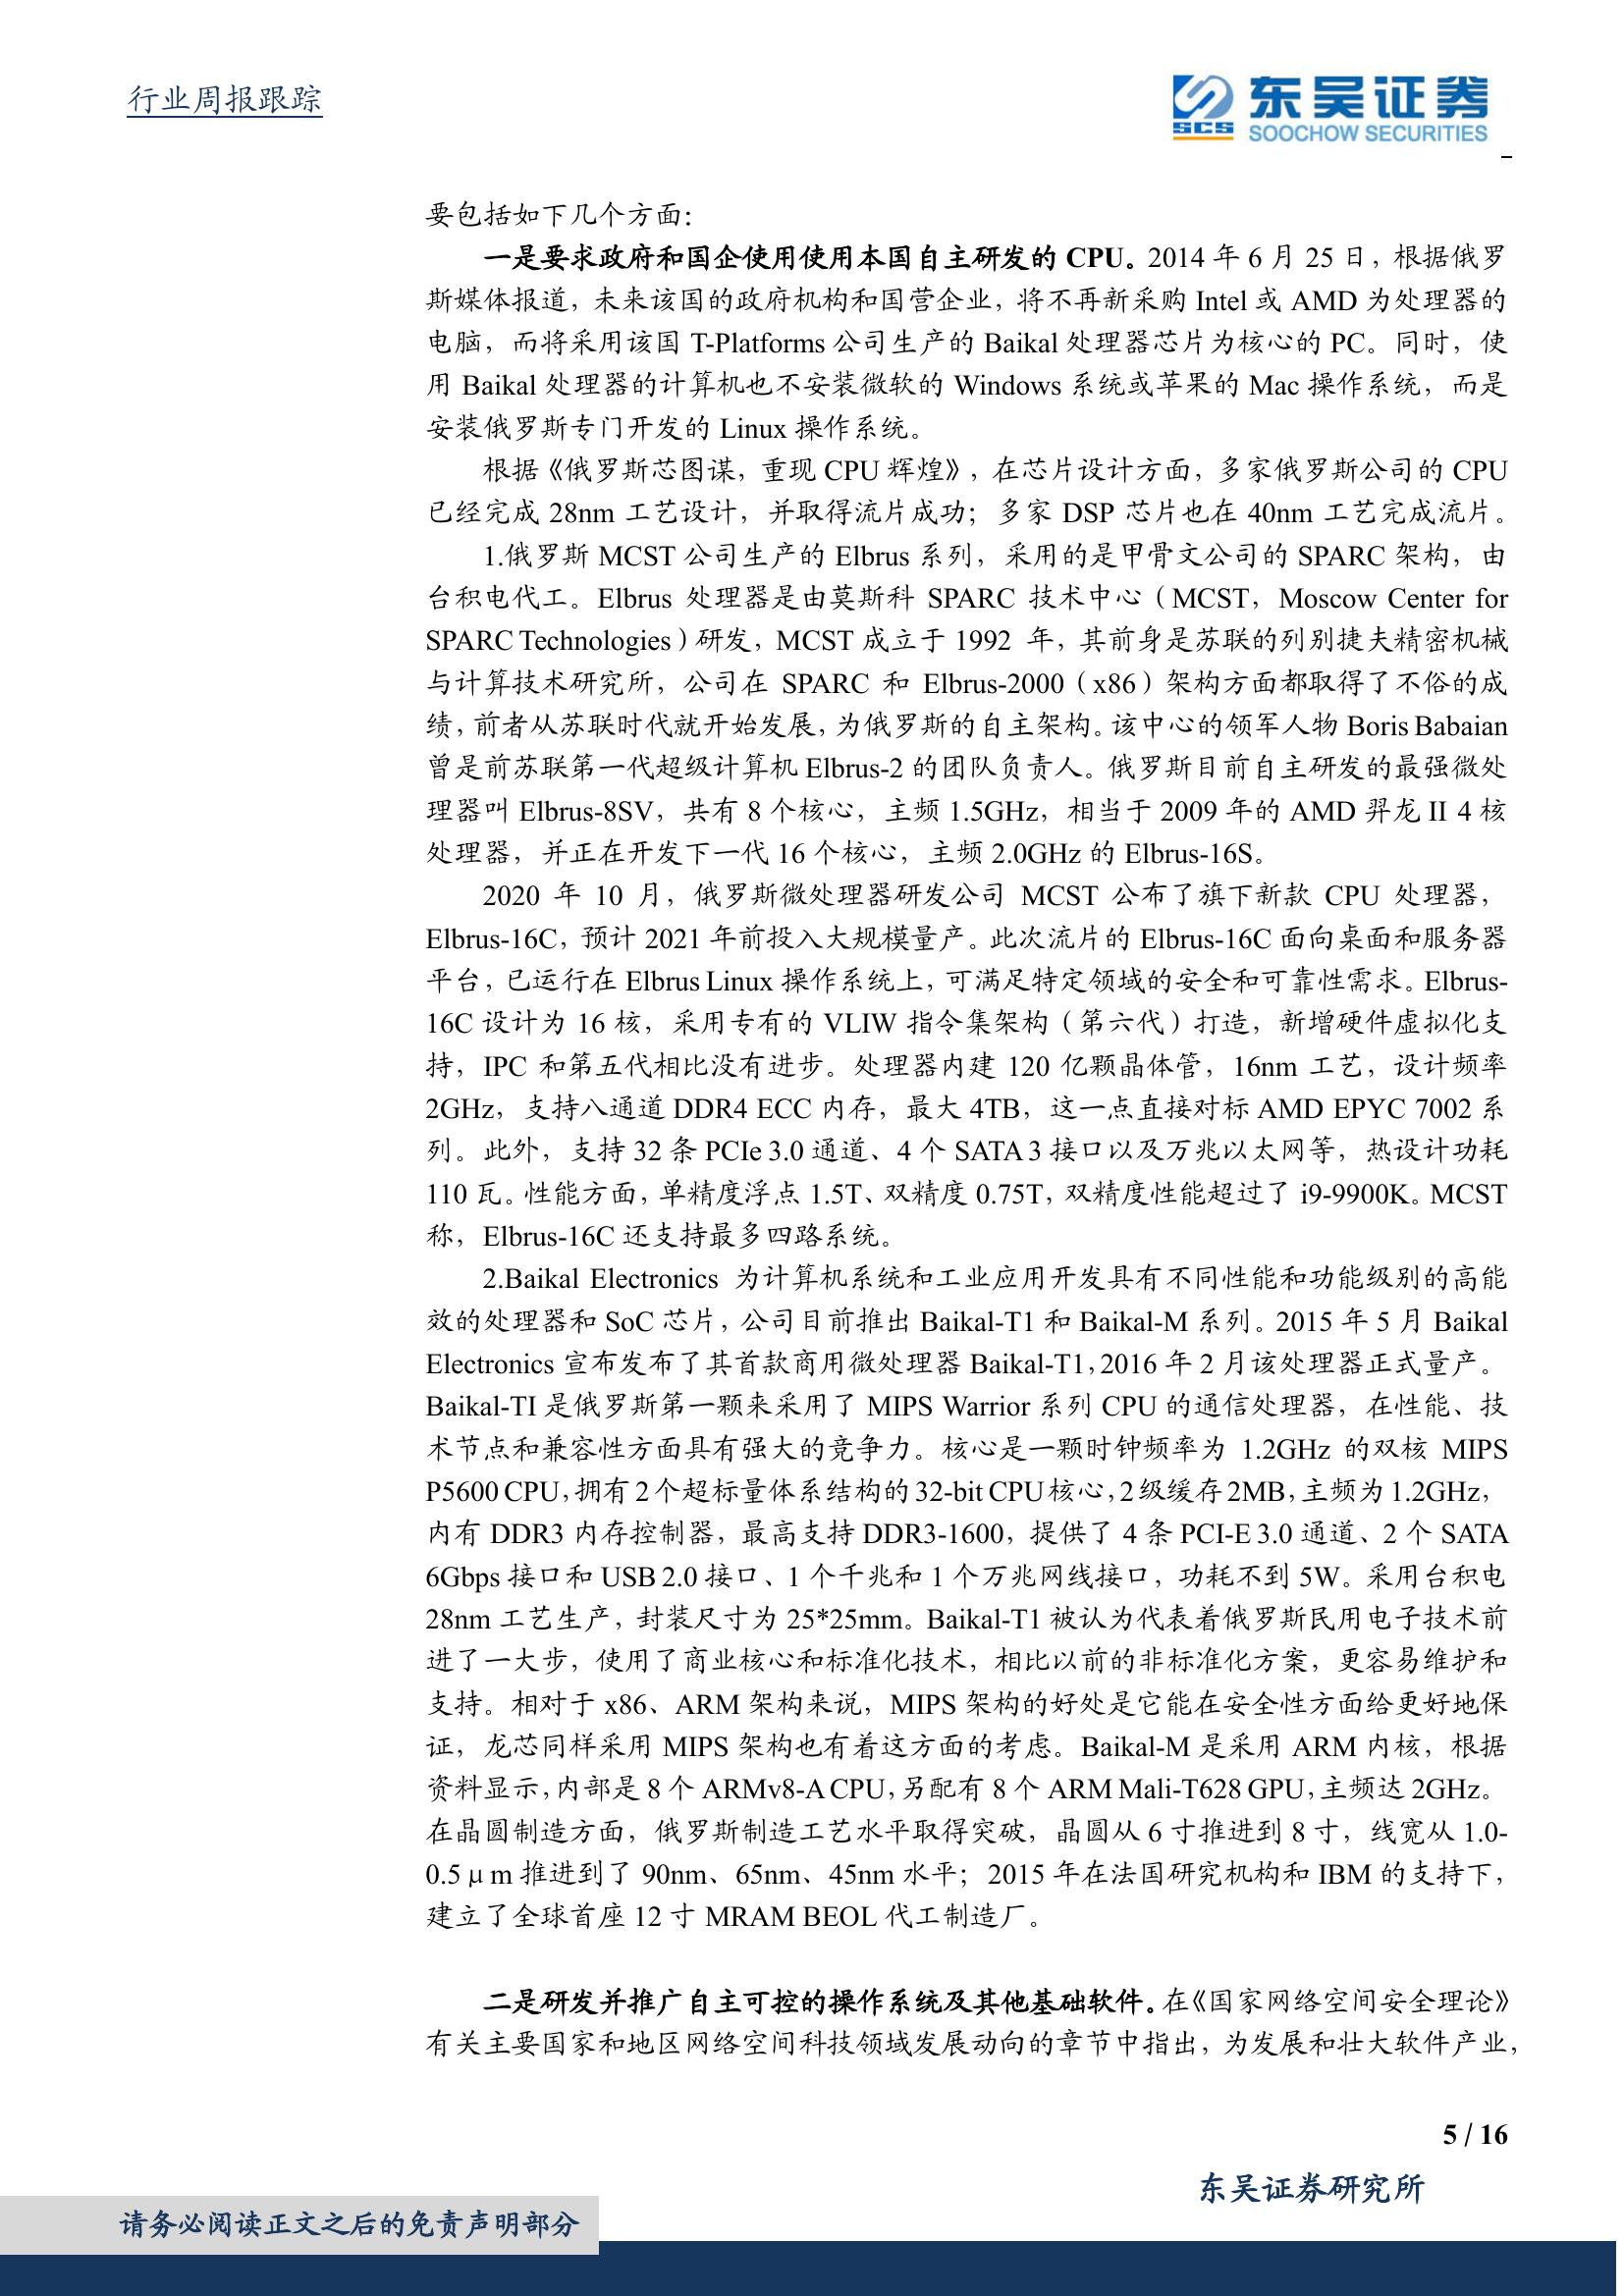 行业周报跟踪
东吴证券
SCS
SOOCHOW SECURITIES
要包括如下几个方面：
一是要求政府和国企使用使用本国自主研发的 CPU。2014 年 6 月 25 日，根据俄罗
斯媒体报道，未来该国的政府机构和国营企业，将不再新采购 Intel 或 AMD 为处理器的
电脑，而将采用该国 T-Platforms 公司生产的 Baikal 处理器芯片为核心的 PC。同时，使
用 Baikal 处理器的计算机也不安装微软的 Windows 系统或苹果的 Mac 操作系统，而是
安装俄罗斯专门开发的 Linux 操作系统。
根据《俄罗斯芯图谋，重现 CPU 辉煌》，在芯片设计方面，多家俄罗斯公司的 CPU
已经完成 28nm 工艺设计，并取得流片成功；多家 DSP 芯片也在 40nm 工艺完成流片。
1.俄罗斯 MCST 公司生产的 Elbrus 系列，采用的是甲骨文公司的 SPARC 架构，由
台积电代工。Elbrus 处理器是由莫斯科 SPARC 技术中心（MCST，Moscow Center for
SPARC Technologies）研发，MCST 成立于 1992 年，其前身是苏联的列别捷夫精密机械
与计算技术研究所，公司在 SPARC 和 Elbrus-2000（x86）架构方面都取得了不俗的成
绩，前者从苏联时代就开始发展，为俄罗斯的自主架构。该中心的领军人物 Boris Babaian
曾是前苏联第一代超级计算机 Elbrus-2 的团队负责人。俄罗斯目前自主研发的最强微处
理器叫 Elbrus-8SV，共有 8 个核心，主频 1.5GHz，相当于 2009 年的 AMD 羿龙 II 4 核
处理器，并正在开发下一代 16 个核心，主频 2.0GHz 的 Elbrus-16S。
2020 年 10 月，俄罗斯微处理器研发公司 MCST 公布了旗下新款 CPU 处理器，
Elbrus-16C，预计 2021 年前投入大规模量产。此次流片的 Elbrus-16C 面向桌面和服务器
平台，已运行在 Elbrus Linux 操作系统上，可满足特定领域的安全和可靠性需求。Elbrus-
16C 设计为 16 核，采用专有的 VLIW 指令集架构（第六代）打造，新增硬件虚拟化支
持，IPC 和第五代相比没有进步。处理器内建 120 亿颗晶体管，16nm 工艺，设计频率
2GHz，支持八通道 DDR4 ECC 内存，最大 4TB，这一点直接对标 AMD EPYC 7002 系
列。此外，支持 32 条 PCIe 3.0 通道、4 个 SATA 3 接口以及万兆以太网等，热设计功耗
110 瓦。性能方面，单精度浮点 1.5T、双精度 0.75T，双精度性能超过了 i9-9900K。MCST
称，Elbrus-16C 还支持最多四路系统。
2.Baikal Electronics 为计算机系统和工业应用开发具有不同性能和功能级别的高能
效的处理器和 SoC 芯片，公司目前推出 Baikal-T1 和 Baikal-M 系列。2015 年 5 月 Baikal
Electronics 宣布发布了其首款商用微处理器 Baikal-T1，2016 年 2 月该处理器正式量产。
Baikal-TI 是俄罗斯第一颗来采用了 MIPS Warrior 系列 CPU 的通信处理器，在性能、技
术节点和兼容性方面具有强大的竞争力。核心是一颗时钟频率为 1.2GHz 的双核 MIPS
P5600 CPU，拥有 2 个超标量体系结构的 32-bit CPU 核心，2 级缓存 2MB，主频为 1.2GHz，
内有 DDR3 内存控制器，最高支持 DDR3-1600，提供了 4 条 PCI-E 3.0 通道、2 个 SATA
6Gbps 接口和 USB 2.0 接口、1 个千兆和 1 个万兆网线接口，功耗不到 5W。采用台积电
28nm 工艺生产，封装尺寸为 25*25mm。Baikal-T1 被认为代表着俄罗斯民用电子技术前
进了一大步，使用了商业核心和标准化技术，相比以前的非标准化方案，更容易维护和
支持。相对于 x86、ARM 架构来说，MIPS 架构的好处是它能在安全性方面给更好地保
证，龙芯同样采用 MIPS 架构也有着这方面的考虑。Baikal-M 是采用 ARM 内核，根据
资料显示，内部是 8 个 ARMv8-A CPU，另配有 8 个 ARM Mali-T628 GPU，主频达 2GHz。
在晶圆制造方面，俄罗斯制造工艺水平取得突破，晶圆从 6 寸推进到 8 寸，线宽从 1.0-
0.5μm 推进到了 90nm、65nm、45nm 水平；2015 年在法国研究机构和 IBM 的支持下，
建立了全球首座 12 寸 MRAM BEOL 代工制造厂。
二是研发并推广自主可控的操作系统及其他基础软件。在《国家网络空间安全理论》
有关主要国家和地区网络空间科技领域发展动向的章节中指出，为发展和壮大软件产业，
5 / 16
东吴证券研究所
请务必阅读正文之后的免责声明部分